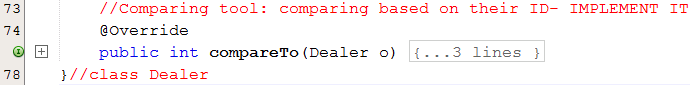 73 //Comparing tool: comparing based on their ID- IMPLEMENT IT
74 @Override
public int compareTo(Dealer o) {...3 lines }
78 }//class Dealer